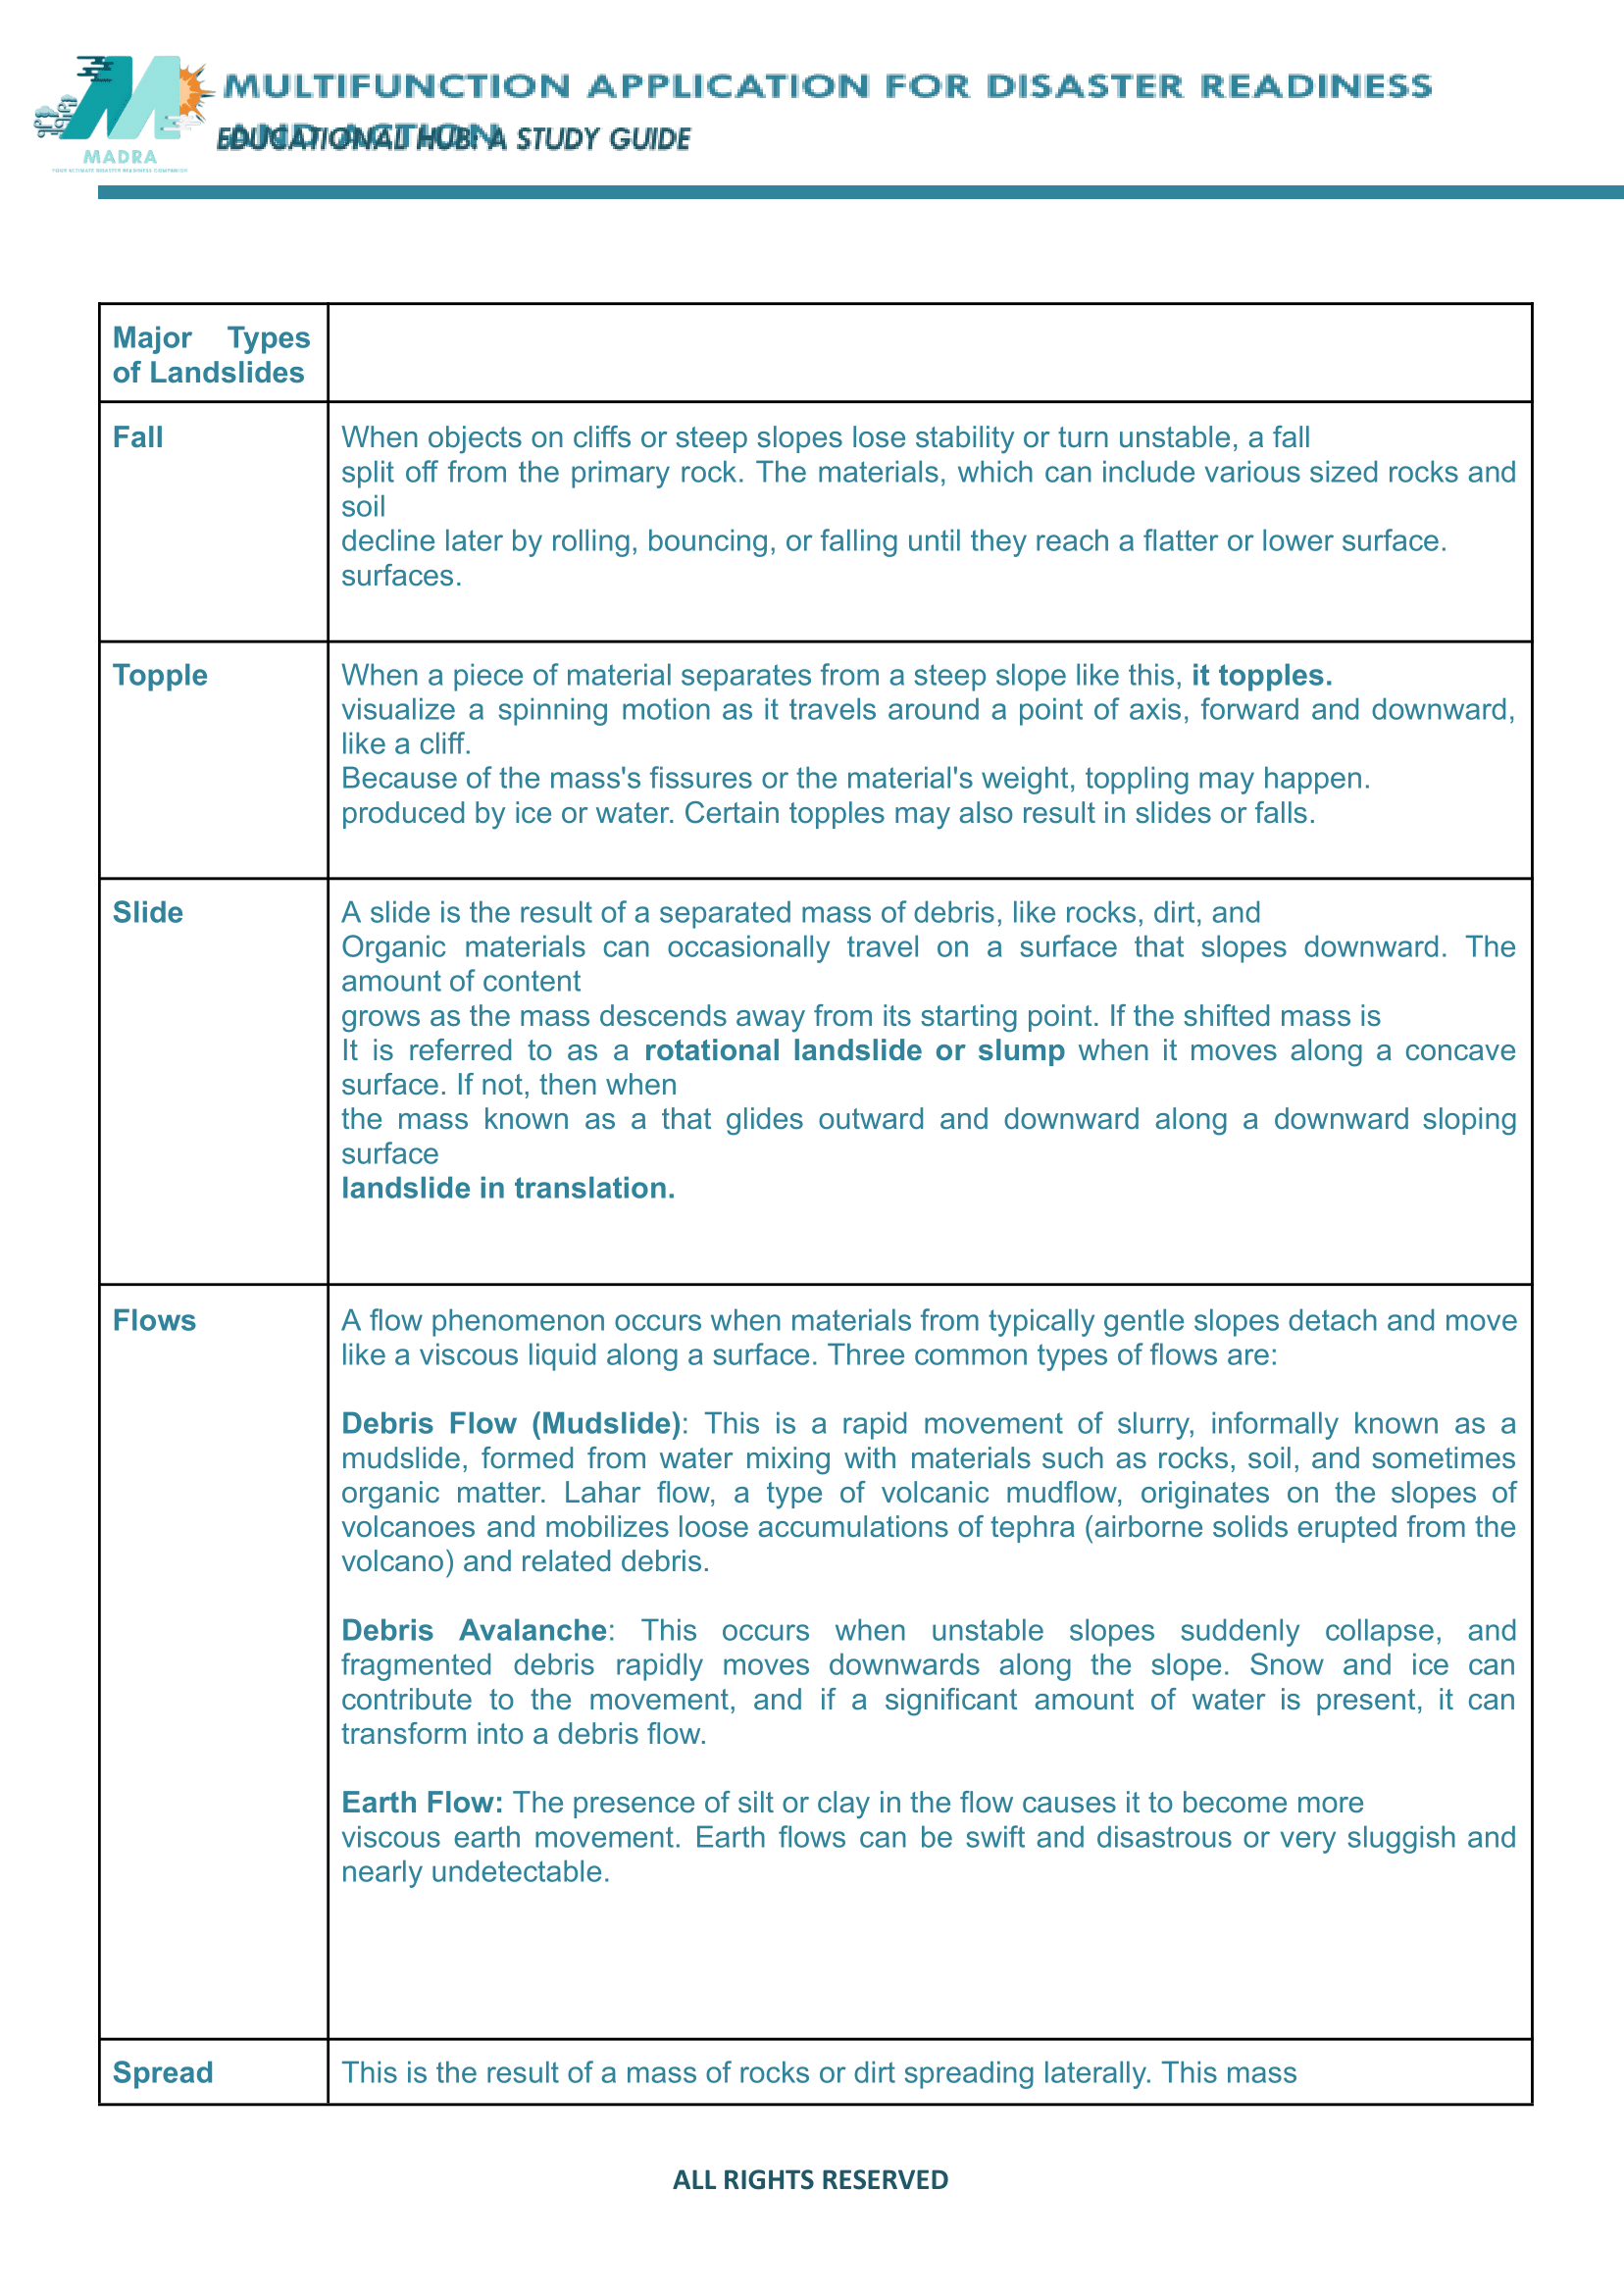 MULTIFUNCTION APPLICATION FOR DISASTER READINESS
AND ACTION
EDUCATIONAL HUB: A STUDY GUIDE
MADRA
YOUR ULTIMATE DISASTER READINESS COMPANION
Major Types
of Landslides
Fall
When objects on cliffs or steep slopes lose stability or turn unstable, a fall
split off from the primary rock. The materials, which can include various sized rocks and
soil
decline later by rolling, bouncing, or falling until they reach a flatter or lower surface.
surfaces.
Topple
When a piece of material separates from a steep slope like this, it topples.
visualize a spinning motion as it travels around a point of axis, forward and downward,
like a cliff.
Because of the mass's fissures or the material's weight, toppling may happen.
produced by ice or water. Certain topples may also result in slides or falls.
Slide
A slide is the result of a separated mass of debris, like rocks, dirt, and
Organic materials can occasionally travel on a surface that slopes downward. The
amount of content
grows as the mass descends away from its starting point. If the shifted mass is
It is referred to as a rotational landslide or slump when it moves along a concave
surface. If not, then when
the mass known as a that glides outward and downward along a downward sloping
surface
landslide in translation.
Flows
A flow phenomenon occurs when materials from typically gentle slopes detach and move
like a viscous liquid along a surface. Three common types of flows are:
Debris Flow (Mudslide): This is a rapid movement of slurry, informally known as a
mudslide, formed from water mixing with materials such as rocks, soil, and sometimes
organic matter. Lahar flow, a type of volcanic mudflow, originates on the slopes of
volcanoes and mobilizes loose accumulations of tephra (airborne solids erupted from the
volcano) and related debris.
Debris Avalanche: This occurs when unstable slopes suddenly collapse, and
fragmented debris rapidly moves downwards along the slope. Snow and ice can
contribute to the movement, and if a significant amount of water is present, it can
transform into a debris flow.
Earth Flow: The presence of silt or clay in the flow causes it to become more
viscous earth movement. Earth flows can be swift and disastrous or very sluggish and
nearly undetectable.
Spread
This is the result of a mass of rocks or dirt spreading laterally. This mass
ALL RIGHTS RESERVED